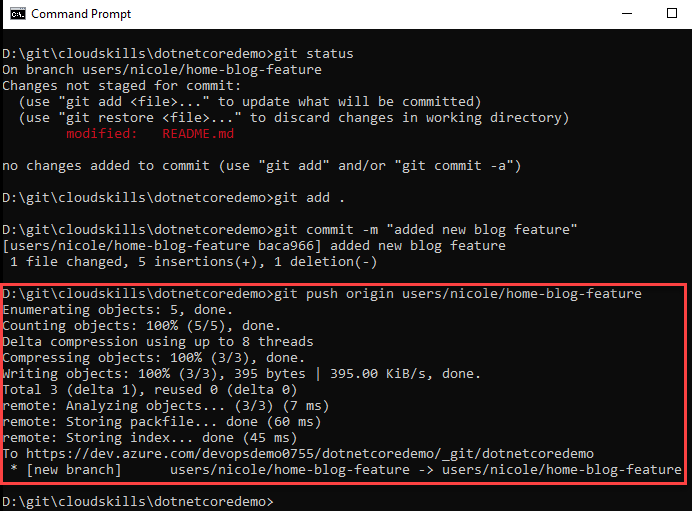 Command Prompt
D:\git\cloudskills\dotnetcoredemo>git status
On branch users/nicole/home-blog-feature
Changes not staged for commit:
  (use "git add <file>..." to update what will be committed)
  (use "git restore <file>..." to discard changes in working directory)
        modified:   README.md
no changes added to commit (use "git add" and/or "git commit -a")
D:\git\cloudskills\dotnetcoredemo>git add .
D:\git\cloudskills\dotnetcoredemo>git commit -m "added new blog feature"
[users/nicole/home-blog-feature baca966] added new blog feature
 1 file changed, 5 insertions(+), 1 deletion(-)
D:\git\cloudskills\dotnetcoredemo>git push origin users/nicole/home-blog-feature
Enumerating objects: 5, done.
Counting objects: 100% (5/5), done.
Delta compression using up to 8 threads
Compressing objects: 100% (3/3), done.
Writing objects: 100% (3/3), 395 bytes | 395.00 KiB/s, done.
Total 3 (delta 1), reused 0 (delta 0)
remote: Analyzing objects... (3/3) (7 ms)
remote: Storing packfile... done (60 ms)
remote: Storing index... done (45 ms)
To https://dev.azure.com/devopsdemo0755/dotnetcoredemo/_git/dotnetcoredemo
 * [new branch]      users/nicole/home-blog-feature -> users/nicole/home-blog-feature
D:\git\cloudskills\dotnetcoredemo>